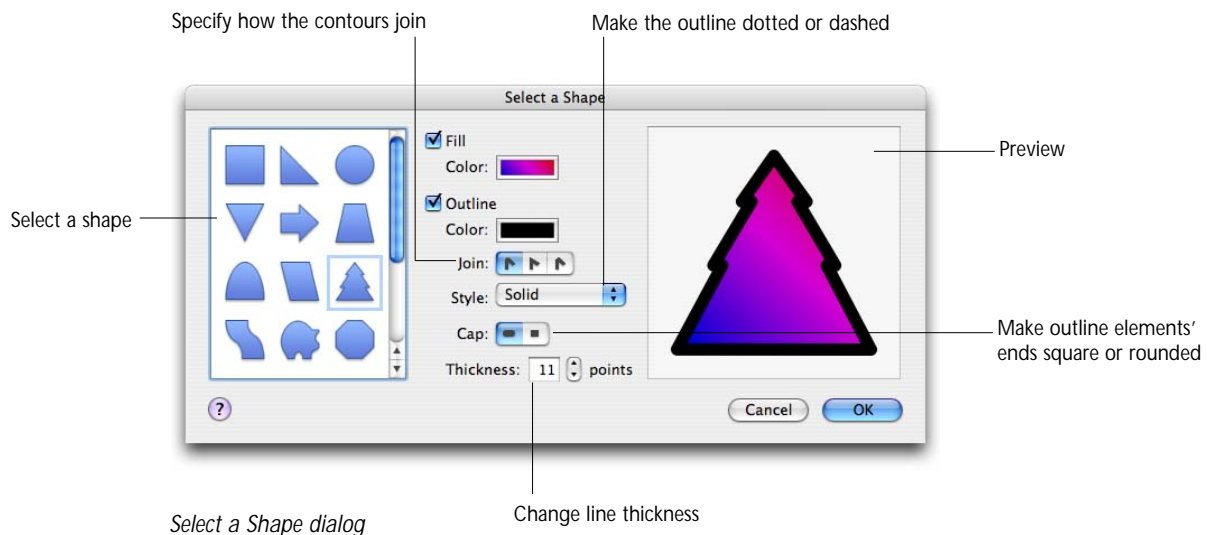 Specify how the contours join
Make the outline dotted or dashed
Select a Shape
Fill
Color:
Preview
Outline
Select a shape
Color:
Join:
Style: Solid
Cap:
Make outline elements’
ends square or rounded
Thickness: 11 points
?
Cancel
OK
Change line thickness
Select a Shape dialog